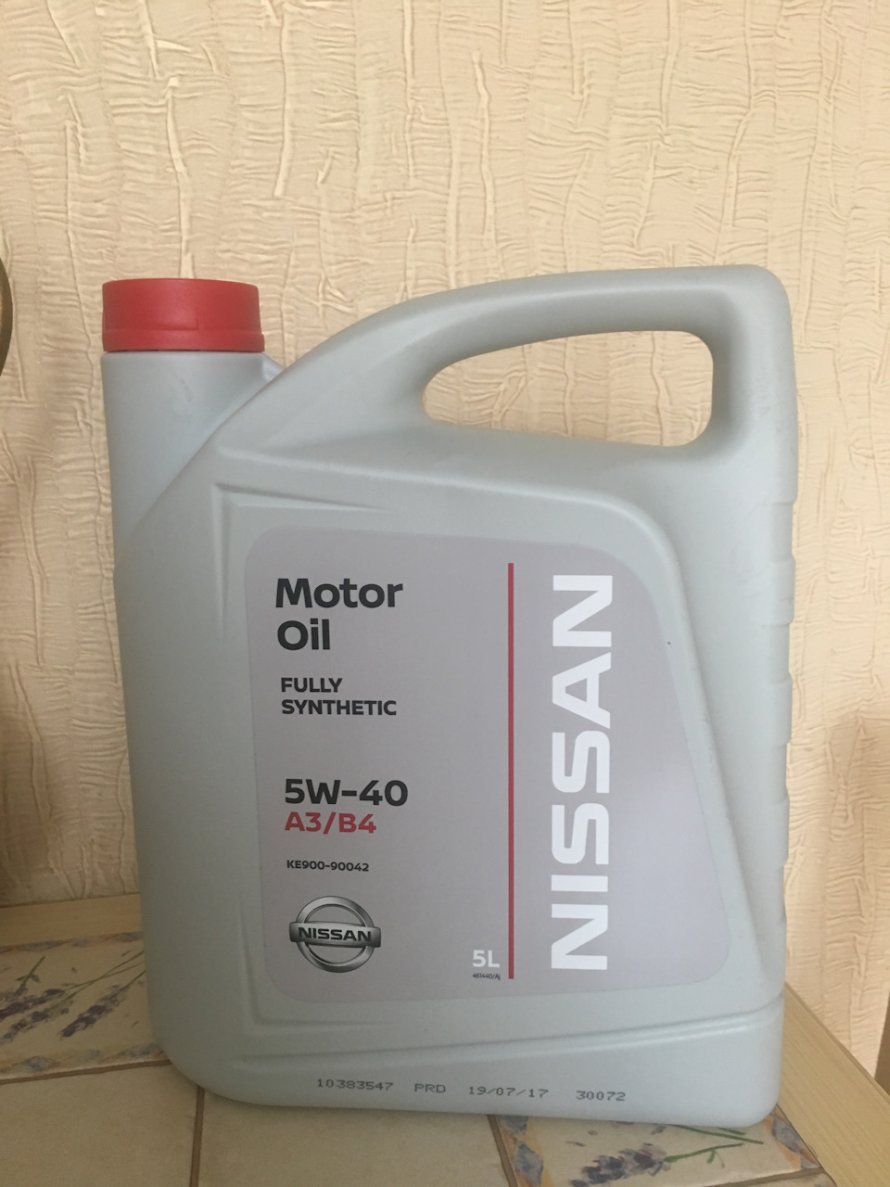 Motor
Oil
FULLY
SYNTHETIC
5W-40
A3/B4
KE900-90042
NISSAN
5L
NISSAN
10383547 PRD 19/07/17 30072